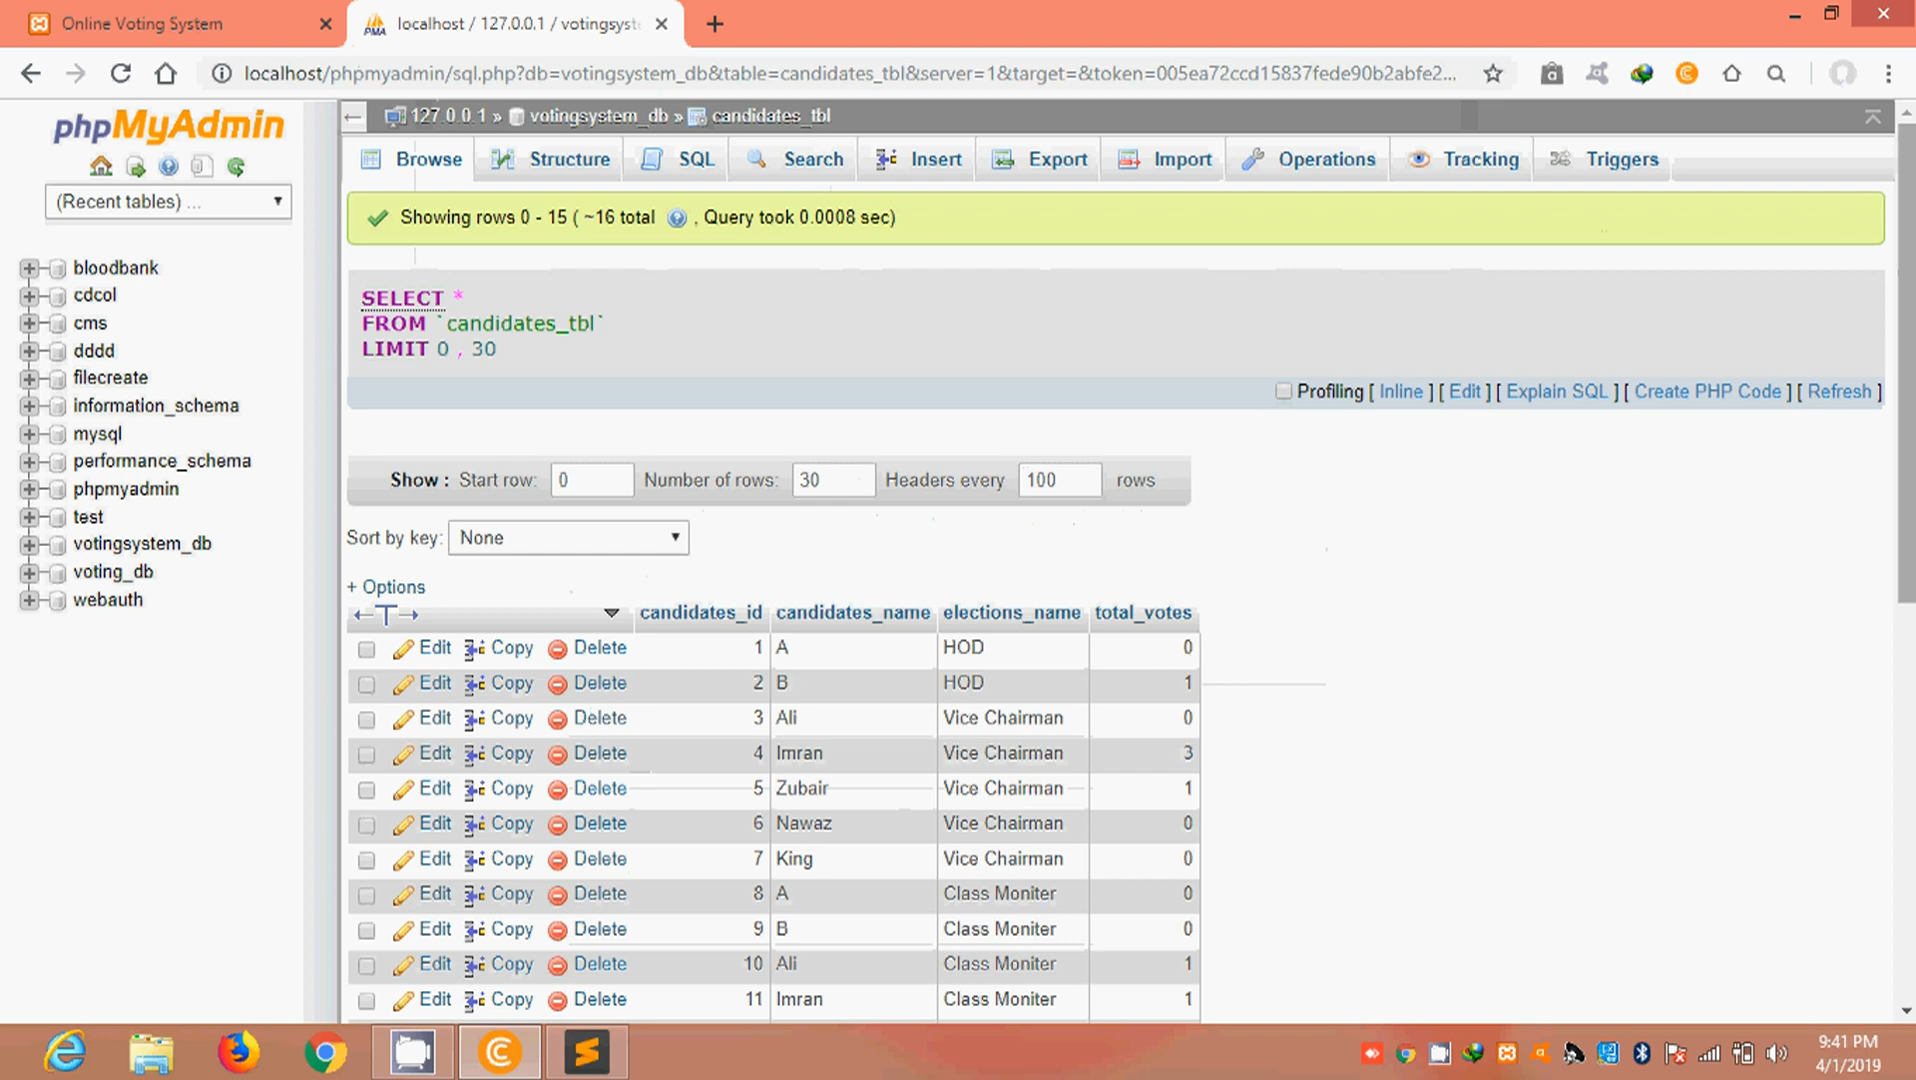 Online Voting System
localhost / 127.0.0.1 / votingsyst
localhost/phpmyadmin/sql.php?db=votingsystem_db&table=candidates_tbl&server=1&target=&token=005ea72ccd15837fede90b2abfe2...
phpMyAdmin
(Recent tables) ...
bloodbank
cdcol
cms
dddd
filecreate
information_schema
mysql
performance_schema
phpmyadmin
test
votingsystem_db
voting_db
webauth
127.0.0.1 » votingsystem_db » candidates_tbl
Browse Structure SQL Search Insert Export Import Operations Tracking Triggers
Showing rows 0 - 15 ( ~16 total , Query took 0.0008 sec)
SELECT *
FROM `candidates_tbl`
LIMIT 0 , 30
Profiling [ Inline ] [ Edit ] [ Explain SQL ] [ Create PHP Code ] [ Refresh ]
Show : Start row: 0 Number of rows: 30 Headers every 100 rows
Sort by key: None
+ Options
candidates_id candidates_name elections_name total_votes
Edit Copy Delete 1 A HOD 0
Edit Copy Delete 2 B HOD 1
Edit Copy Delete 3 Ali Vice Chairman 0
Edit Copy Delete 4 Imran Vice Chairman 3
Edit Copy Delete 5 Zubair Vice Chairman 1
Edit Copy Delete 6 Nawaz Vice Chairman 0
Edit Copy Delete 7 King Vice Chairman 0
Edit Copy Delete 8 A Class Moniter 0
Edit Copy Delete 9 B Class Moniter 0
Edit Copy Delete 10 Ali Class Moniter 1
Edit Copy Delete 11 Imran Class Moniter 1
9:41 PM
4/1/2019